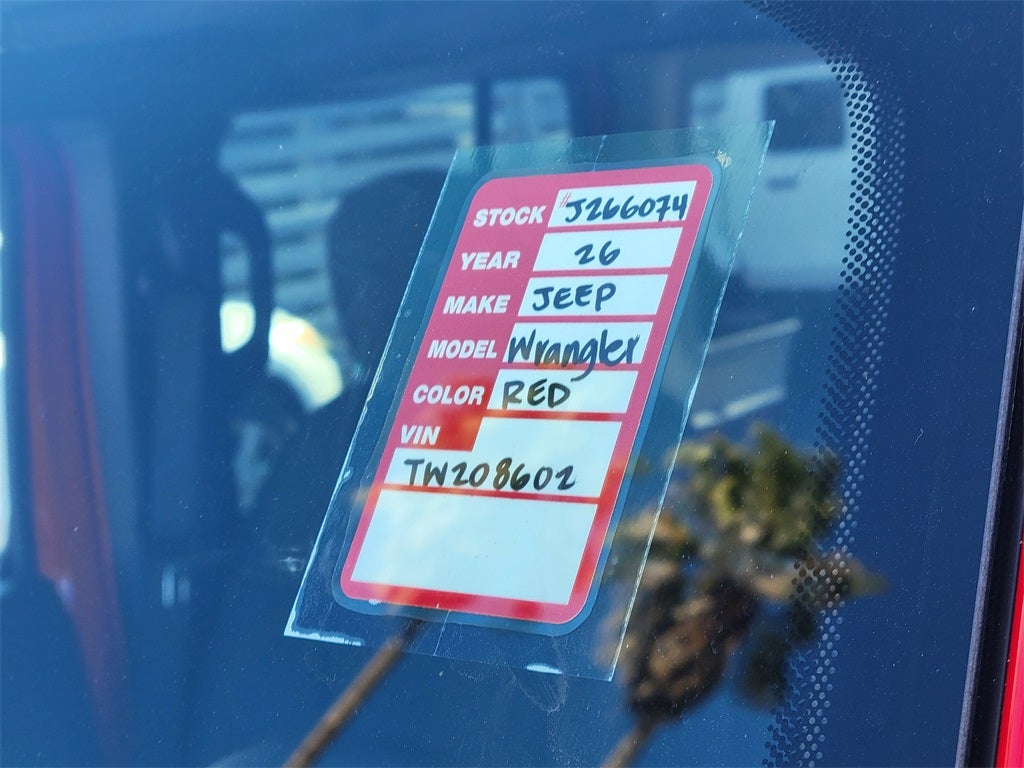 STOCK #J266074
YEAR 26
MAKE JEEP
MODEL Wrangler
COLOR RED
VIN
TW208602